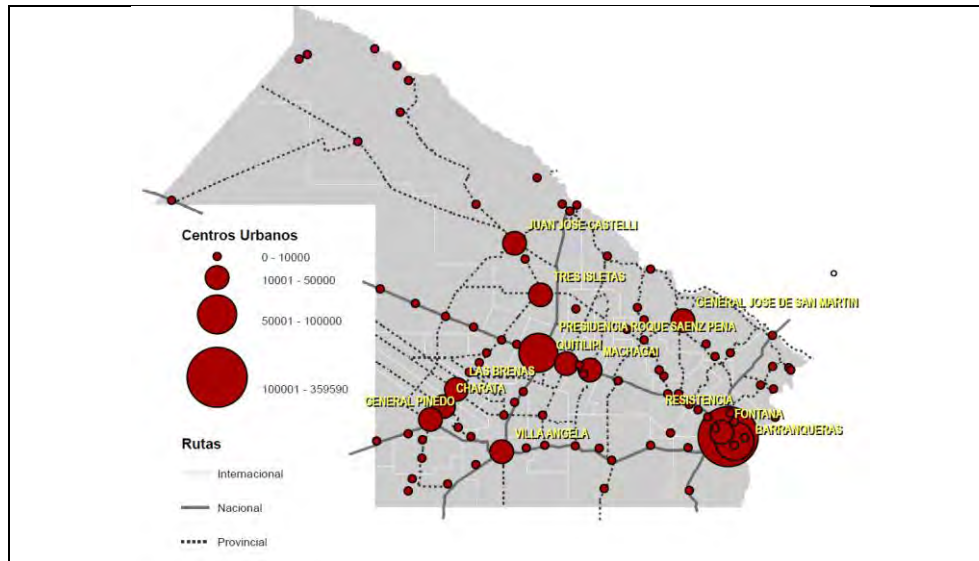 JUAN JOSE CASTELLI
TRES ISLETAS
GENERAL JOSE DE SAN MARTIN
PRESIDENCIA ROQUE SAENZ PENA
QUITILIPI
MACHAGAI
LAS BRENAS
CHARATA
GENERAL PINEDO
RESISTENCIA
FONTANA
BARRANQUERAS
VILLA ANGELA
Centros Urbanos
0 - 10000
10001 - 50000
50001 - 100000
100001 - 359590
Rutas
Internacional
Nacional
Provincial